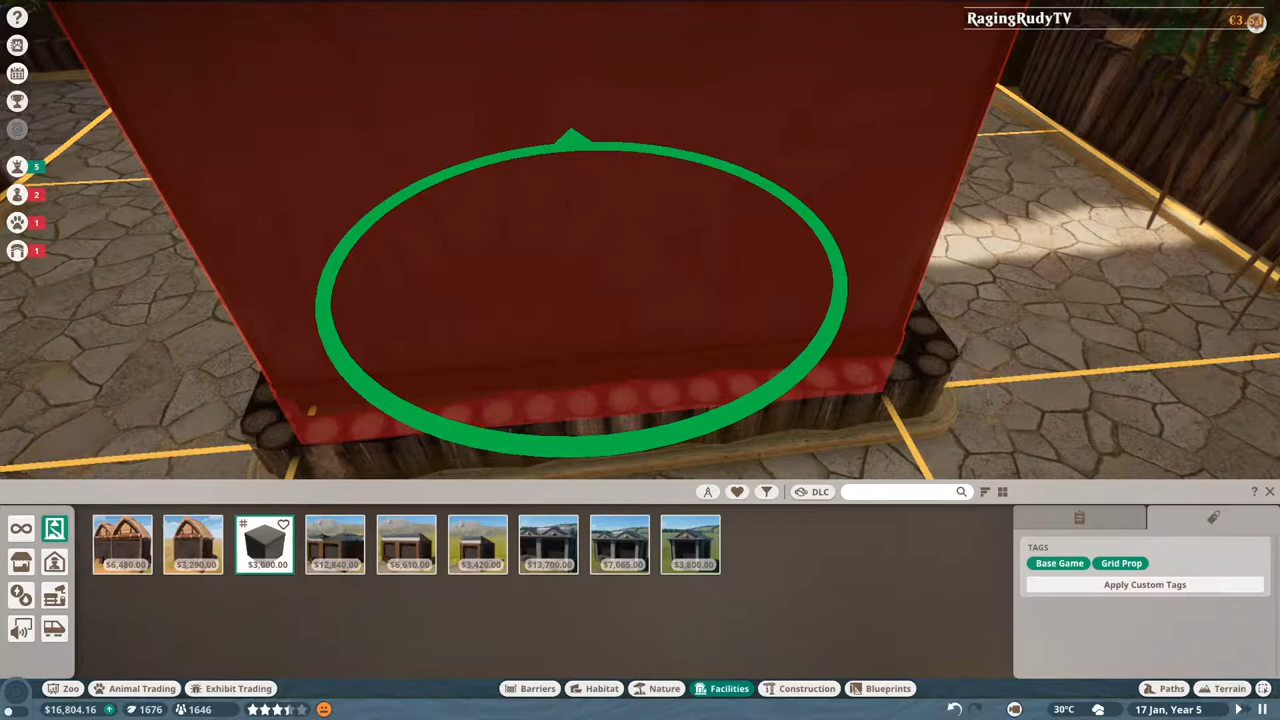 ?
RagingRudyTV
5
2
1
1
DLC
?
#
$6,480.00
$3,290.00
$3,000.00
$12,840.00
$6,610.00
$3,420.00
$13,700.00
$7,065.00
$3,800.00
TAGS
Base Game
Grid Prop
Apply Custom Tags
Zoo
Animal Trading
Exhibit Trading
Barriers
Habitat
Nature
Facilities
Construction
Blueprints
Paths
Terrain
$16,804.16
1676
1646
30°C
17 Jan, Year 5